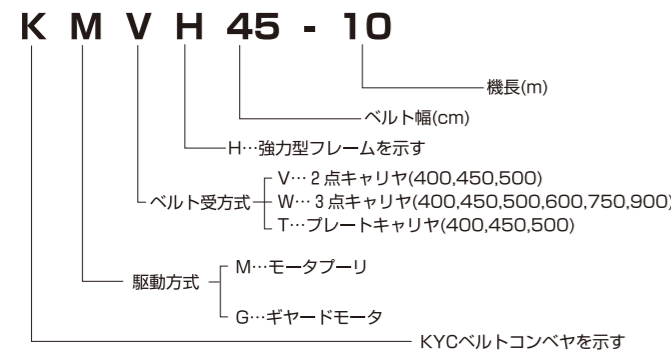 K M V H 45 - 10
機長(m)
ベルト幅(cm)
H…強力型フレームを示す
V…2点キャリヤ(400,450,500)
ベルト受方式 W…3点キャリヤ(400,450,500,600,750,900)
T…プレートキャリヤ(400,450,500)
M…モータプーリ
駆動方式
G…ギヤードモータ
KYCベルトコンベヤを示す